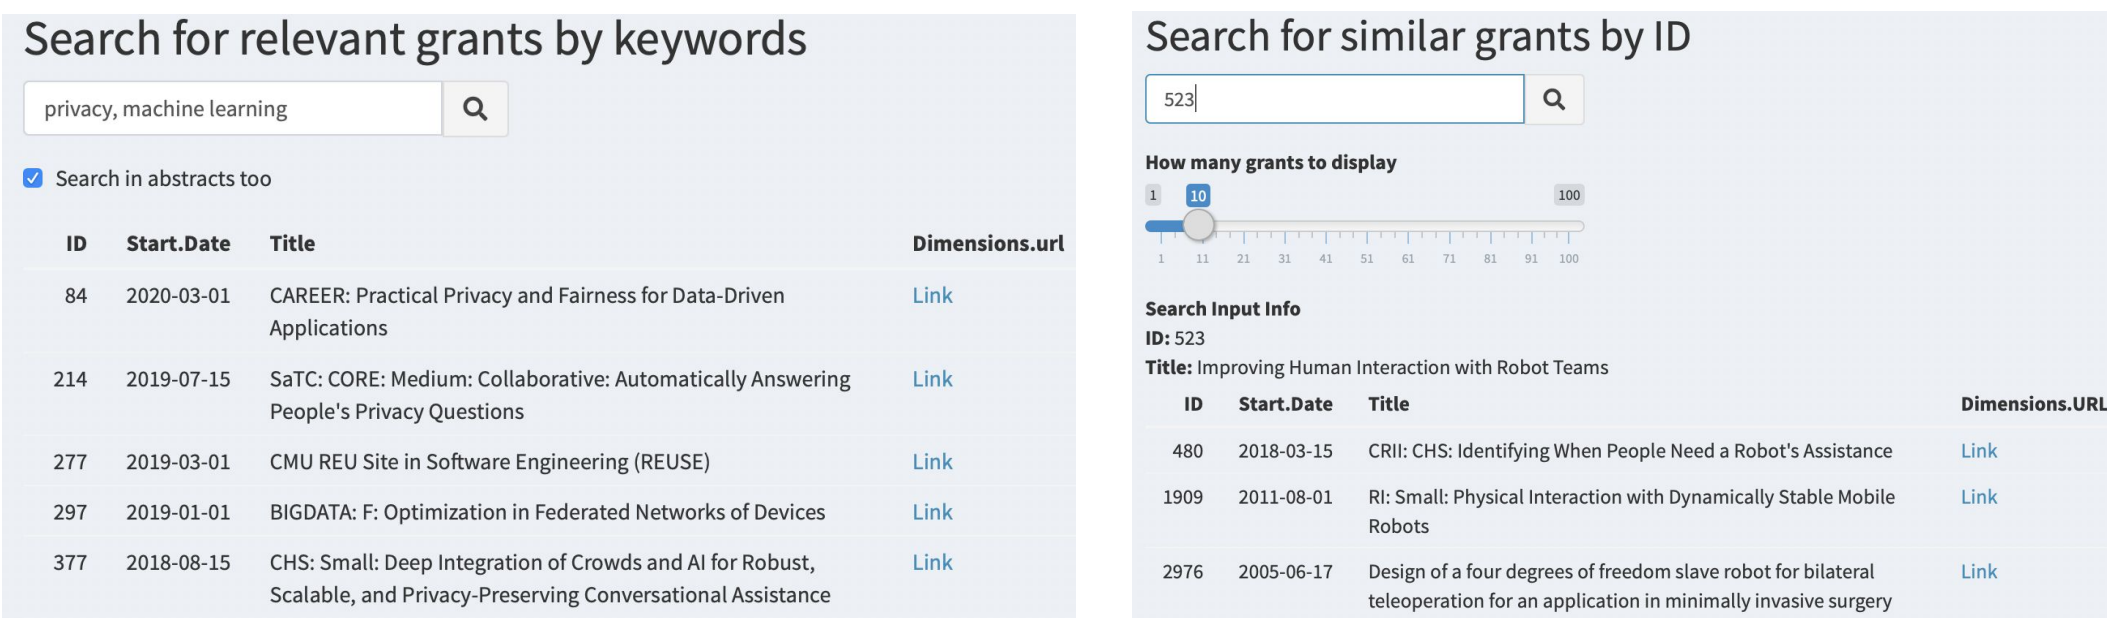 Search for relevant grants by keywords
privacy, machine learning
Search in abstracts too
ID Start.Date Title Dimensions.url
84 2020-03-01 CAREER: Practical Privacy and Fairness for Data-Driven Link
Applications
214 2019-07-15 SaTC: CORE: Medium: Collaborative: Automatically Answering Link
People's Privacy Questions
277 2019-03-01 CMU REU Site in Software Engineering (REUSE) Link
297 2019-01-01 BIGDATA: F: Optimization in Federated Networks of Devices Link
377 2018-08-15 CHS: Small: Deep Integration of Crowds and AI for Robust, Link
Scalable, and Privacy-Preserving Conversational Assistance
Search for similar grants by ID
523
How many grants to display
1 10 100
1 11 21 31 41 51 61 71 81 91 100
Search Input Info
ID: 523
Title: Improving Human Interaction with Robot Teams
ID Start.Date Title Dimensions.URL
480 2018-03-15 CRII: CHS: Identifying When People Need a Robot's Assistance Link
1909 2011-08-01 RI: Small: Physical Interaction with Dynamically Stable Mobile Link
Robots
2976 2005-06-17 Design of a four degrees of freedom slave robot for bilateral Link
teleoperation for an application in minimally invasive surgery